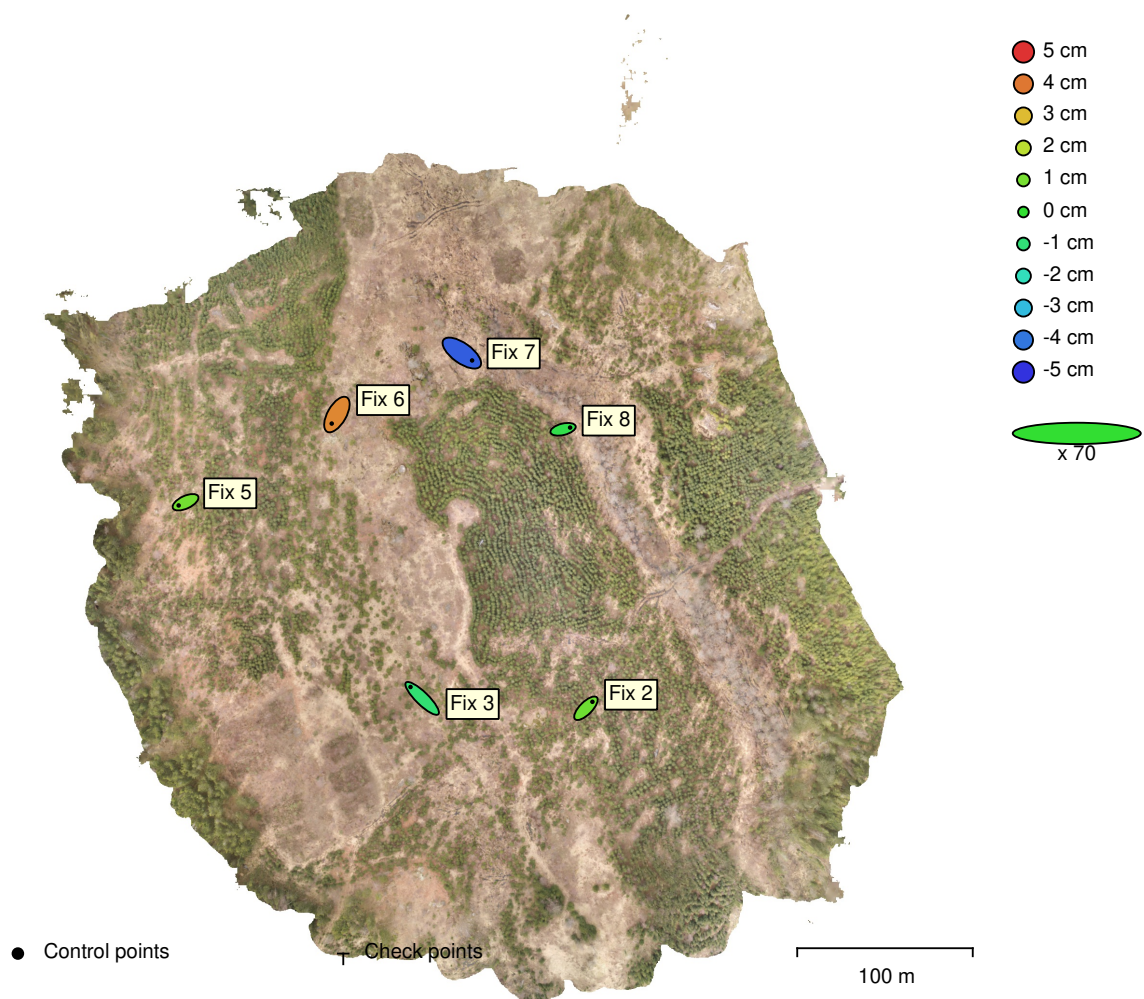 5 cm
4 cm
3 cm
2 cm
1 cm
0 cm
-1 cm
-2 cm
-3 cm
-4 cm
-5 cm
x 70
Fix 7
Fix 6
Fix 8
Fix 5
Fix 3
Fix 2
Control points
Check points
100 m